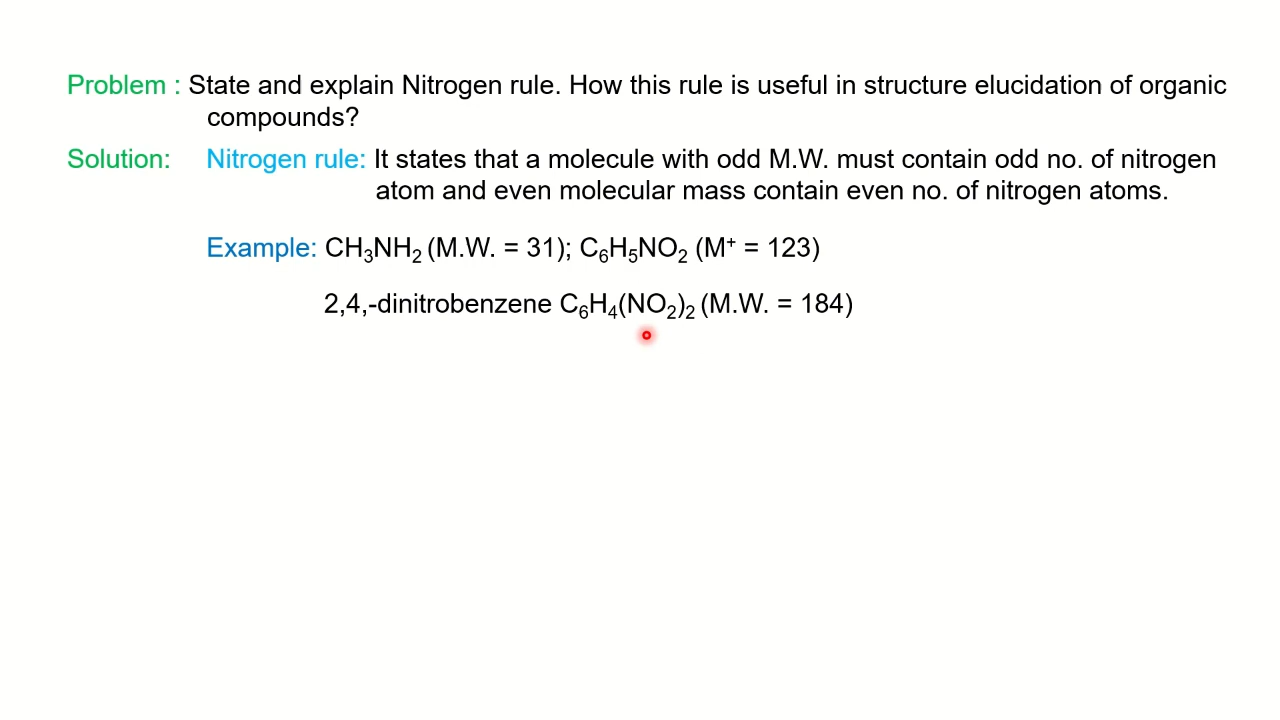 Problem : State and explain Nitrogen rule. How this rule is useful in structure elucidation of organic
compounds?
Solution: Nitrogen rule: It states that a molecule with odd M.W. must contain odd no. of nitrogen
atom and even molecular mass contain even no. of nitrogen atoms.
Example: CH₃NH₂ (M.W. = 31); C₆H₅NO₂ (M⁺ = 123)
2,4,-dinitrobenzene C₆H₄(NO₂)₂ (M.W. = 184)